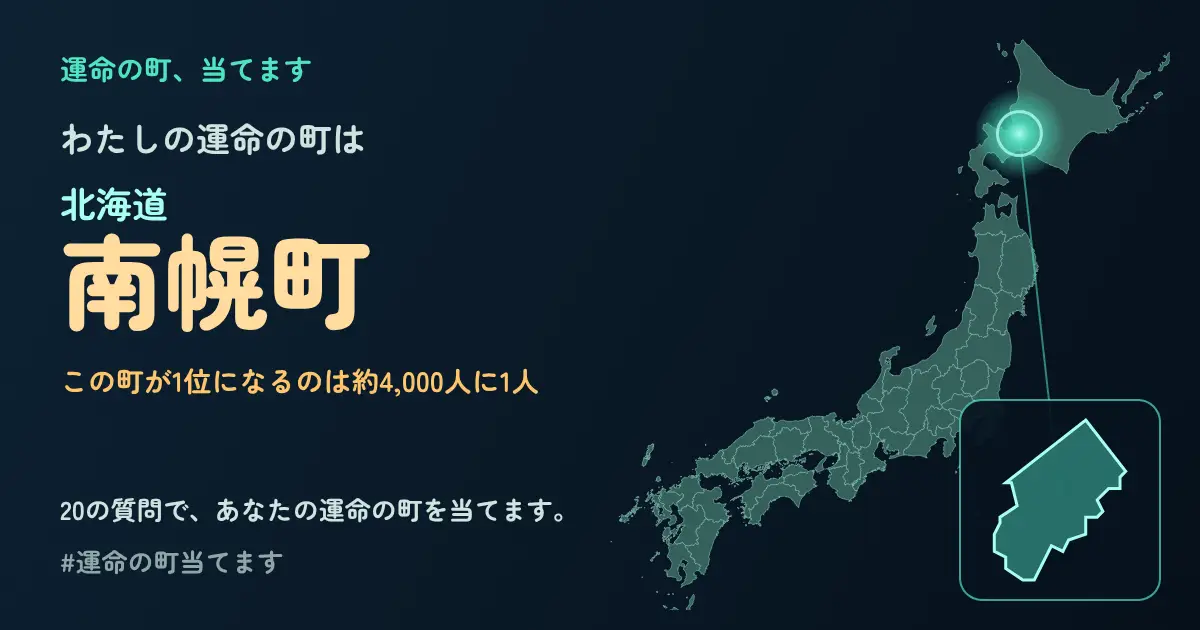 運命の町、当てます
わたしの運命の町は
北海道
南幌町
この町が1位になるのは約4,000人に1人
20の質問で、あなたの運命の町を当てます。
#運命の町当てます